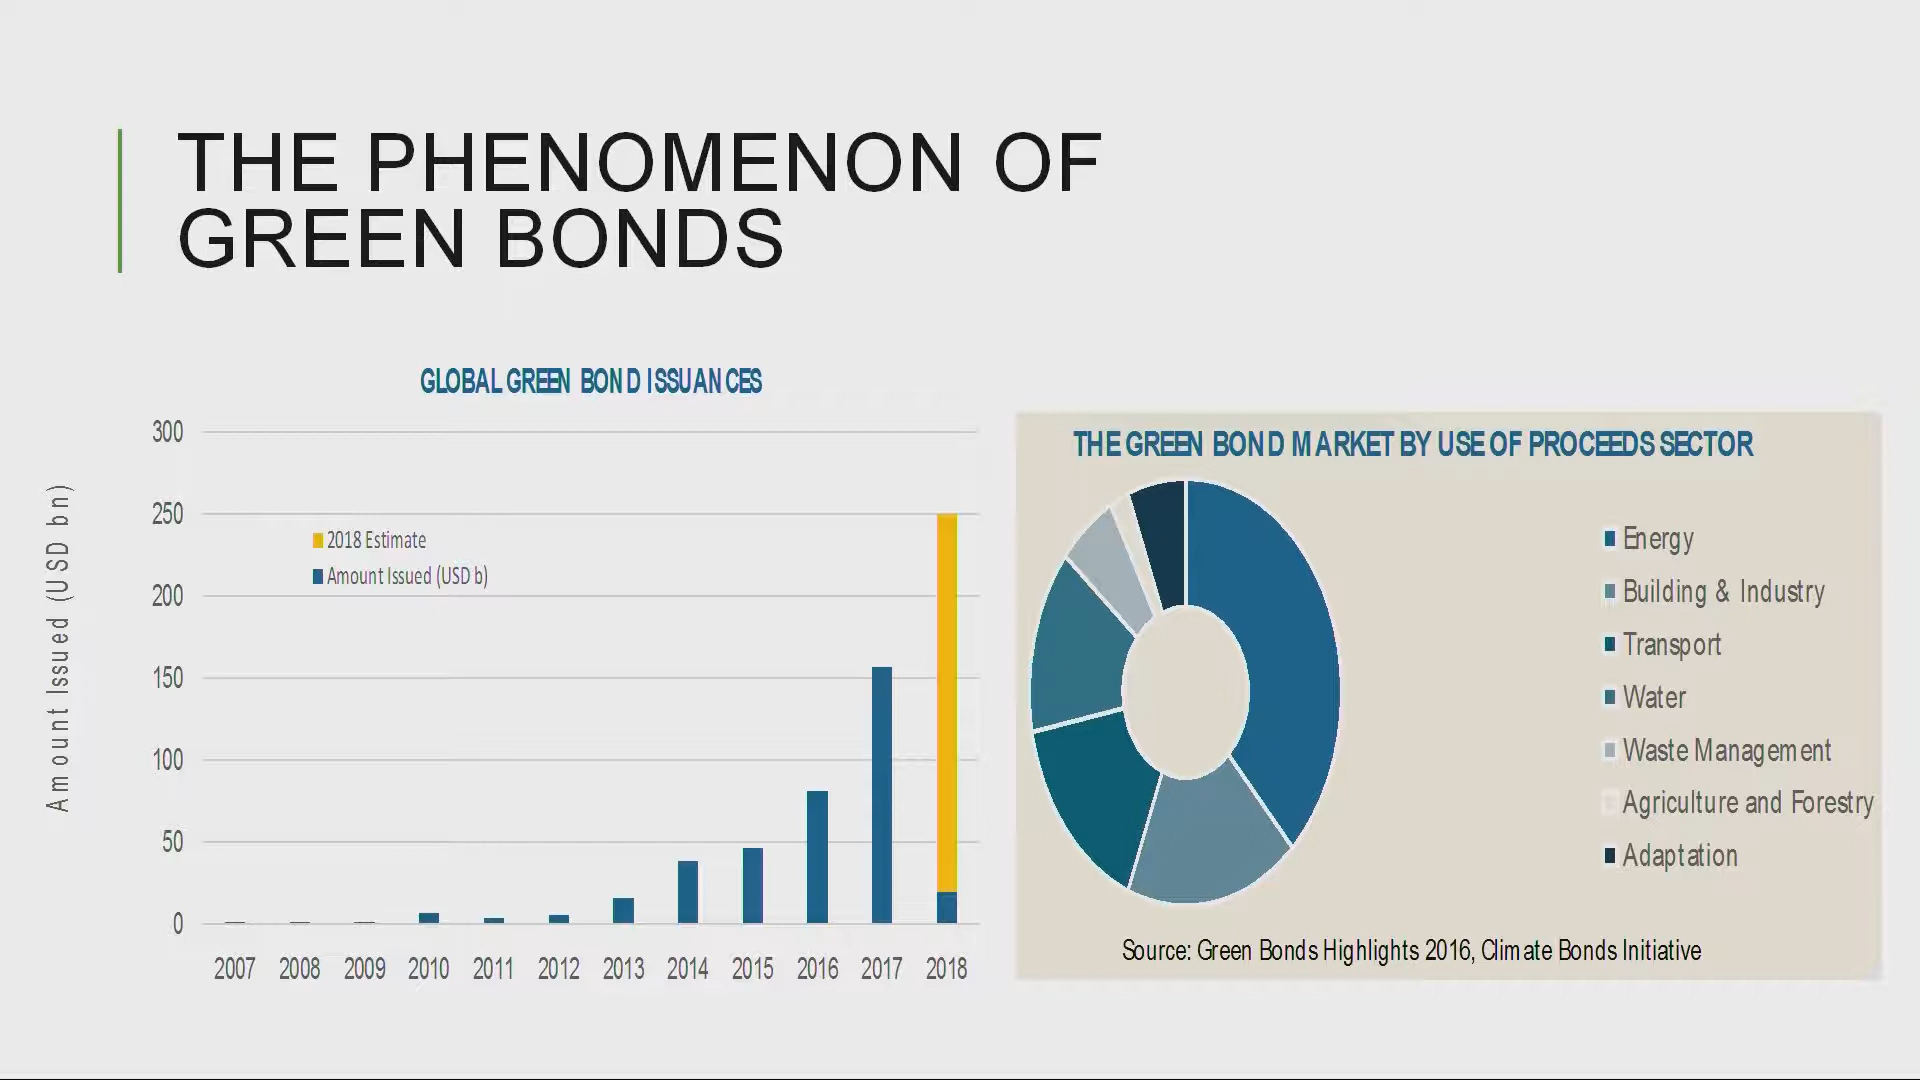 THE PHENOMENON OF
GREEN BONDS
GLOBAL GREEN BOND ISSUANCES
Amount Issued (USD bn)
300
250
200
150
100
50
0
2018 Estimate
Amount Issued (USD b)
2007 2008 2009 2010 2011 2012 2013 2014 2015 2016 2017 2018
THE GREEN BOND MARKET BY USE OF PROCEEDS SECTOR
Energy
Building & Industry
Transport
Water
Waste Management
Agriculture and Forestry
Adaptation
Source: Green Bonds Highlights 2016, Climate Bonds Initiative